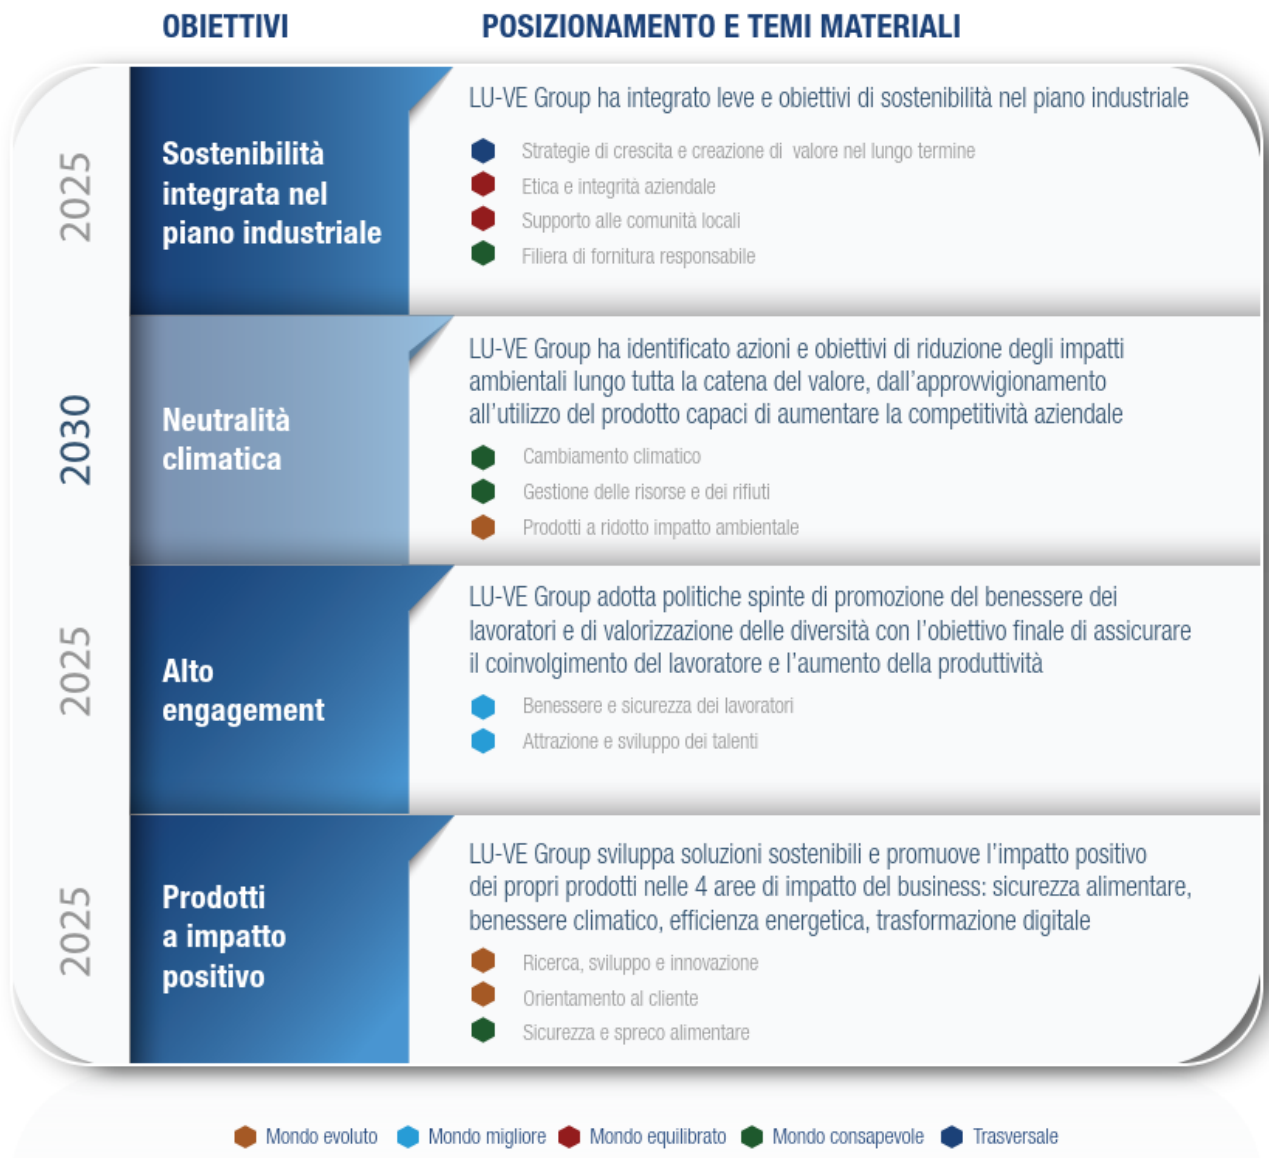 OBIETTIVI
POSIZIONAMENTO E TEMI MATERIALI
2025
Sostenibilità
integrata nel
piano industriale
LU-VE Group ha integrato leve e obiettivi di sostenibilità nel piano industriale
Strategie di crescita e creazione di valore nel lungo termine
Etica e integrità aziendale
Supporto alle comunità locali
Filiera di fornitura responsabile
2030
Neutralità
climatica
LU-VE Group ha identificato azioni e obiettivi di riduzione degli impatti
ambientali lungo tutta la catena del valore, dall’approvvigionamento
all’utilizzo del prodotto capaci di aumentare la competitività aziendale
Cambiamento climatico
Gestione delle risorse e dei rifiuti
Prodotti a ridotto impatto ambientale
2025
Alto
engagement
LU-VE Group adotta politiche spinte di promozione del benessere dei
lavoratori e di valorizzazione delle diversità con l’obiettivo finale di assicurare
il coinvolgimento del lavoratore e l’aumento della produttività
Benessere e sicurezza dei lavoratori
Attrazione e sviluppo dei talenti
2025
Prodotti
a impatto
positivo
LU-VE Group sviluppa soluzioni sostenibili e promuove l’impatto positivo
dei propri prodotti nelle 4 aree di impatto del business: sicurezza alimentare,
benessere climatico, efficienza energetica, trasformazione digitale
Ricerca, sviluppo e innovazione
Orientamento al cliente
Sicurezza e spreco alimentare
Mondo evoluto
Mondo migliore
Mondo equilibrato
Mondo consapevole
Trasversale